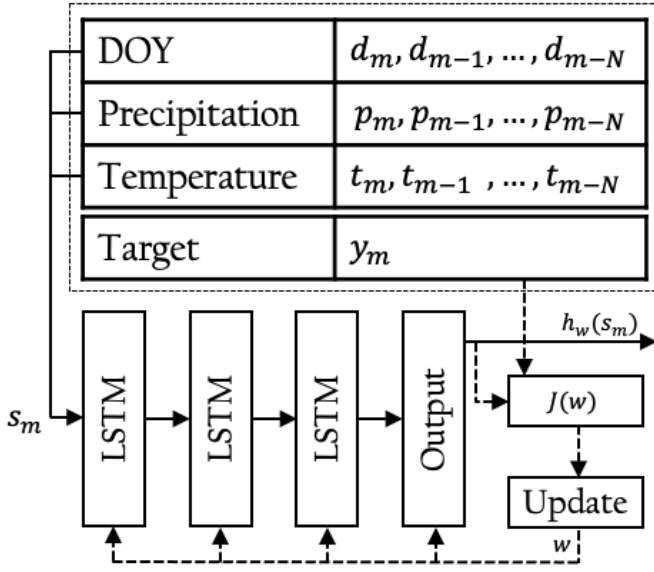 DOY d_m, d_{m-1}, ..., d_{m-N}
Precipitation p_m, p_{m-1}, ..., p_{m-N}
Temperature t_m, t_{m-1} , ..., t_{m-N}
Target y_m
h_w(s_m)
s_m
LSTM
LSTM
LSTM
Output
J(w)
Update
w